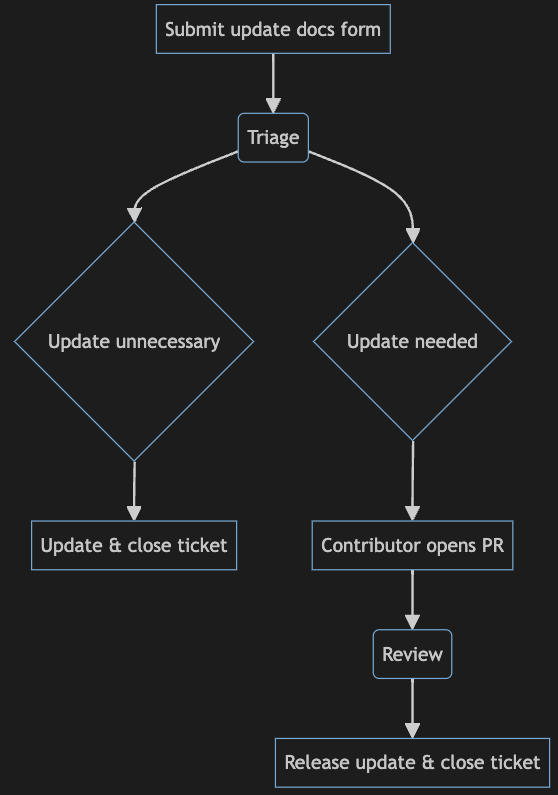 Submit update docs form
Triage
Update unnecessary
Update needed
Update & close ticket
Contributor opens PR
Review
Release update & close ticket